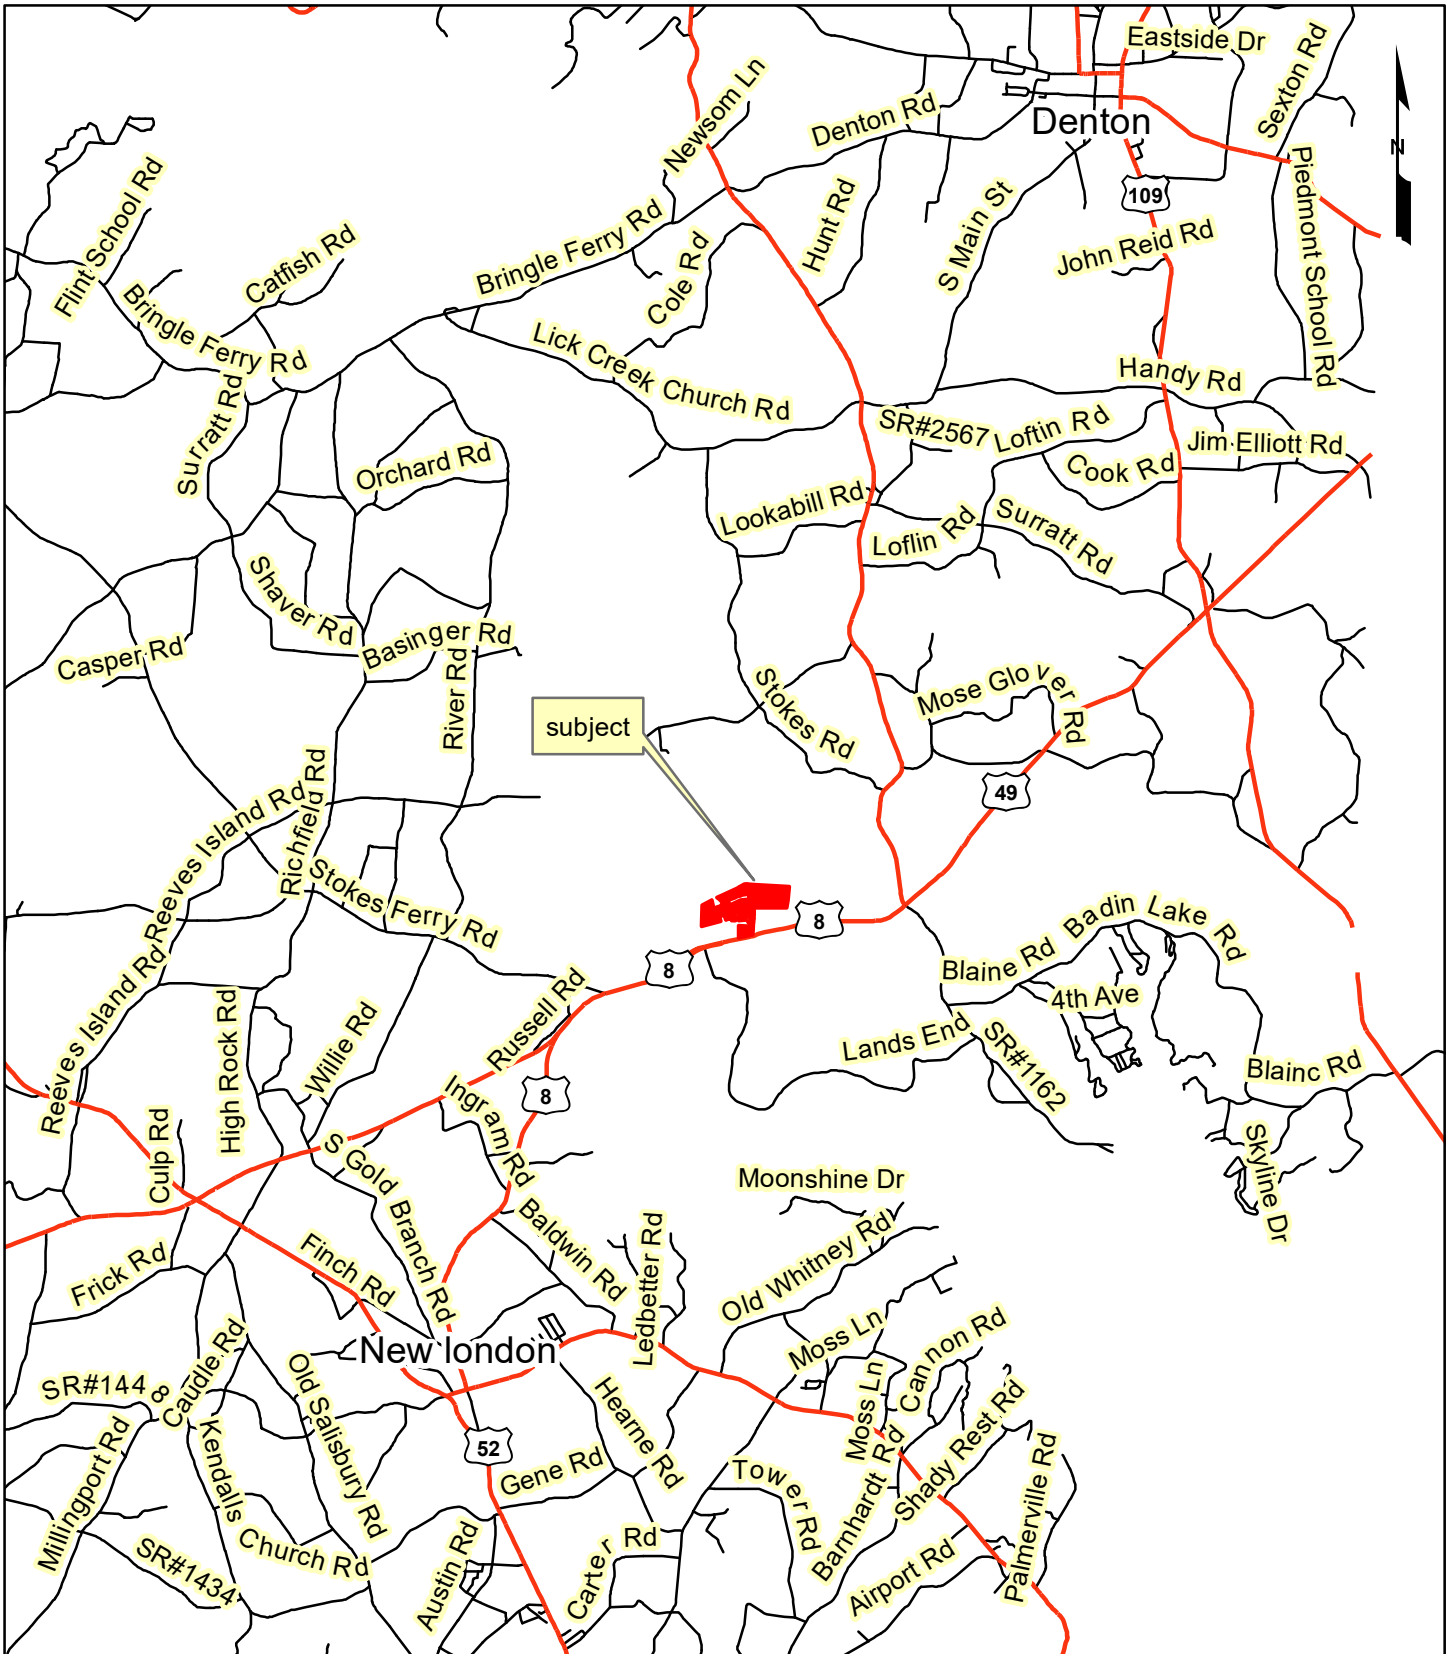 Eastside Dr
Sexton Rd
Newsom Ln
Denton Rd
Denton
N
109
Piedmont School Rd
Flint School Rd
Catfish Rd
Bringle Ferry Rd
Cole Rd
Hunt Rd
S Main St
John Reid Rd
Bringle Ferry Rd
Lick Creek Church Rd
Handy Rd
Surratt Rd
SR#2567
Loftin Rd
Jim Elliott Rd
Orchard Rd
Cook Rd
Lookabill Rd
Loflin Rd
Surratt Rd
Shaver Rd
Casper Rd
Basinger Rd
River Rd
Mose Glover Rd
subject
Stokes Rd
Richfield Rd
49
Reeves Island Rd
Stokes Ferry Rd
8
Badin Lake Rd
8
Blaine Rd
Reeves Island Rd
4th Ave
High Rock Rd
Willie Rd
Russell Rd
Lands End
SR#1162
Blainc Rd
8
Ingram Rd
Culp Rd
S Gold Branch Rd
Skyline Dr
Moonshine Dr
Baldwin Rd
Ledbetter Rd
Old Whitney Rd
Frick Rd
Finch Rd
New london
Moss Ln
Cannon Rd
Caudle Rd
SR#1448
Old Salisbury Rd
Hearne Rd
Moss Ln
Shady Rest Rd
Millingport Rd
Kendalls Church Rd
52
Gene Rd
Tower Rd
Barnhardt Rd
Palmerville Rd
SR#1434
Austin Rd
Carter Rd
Airport Rd